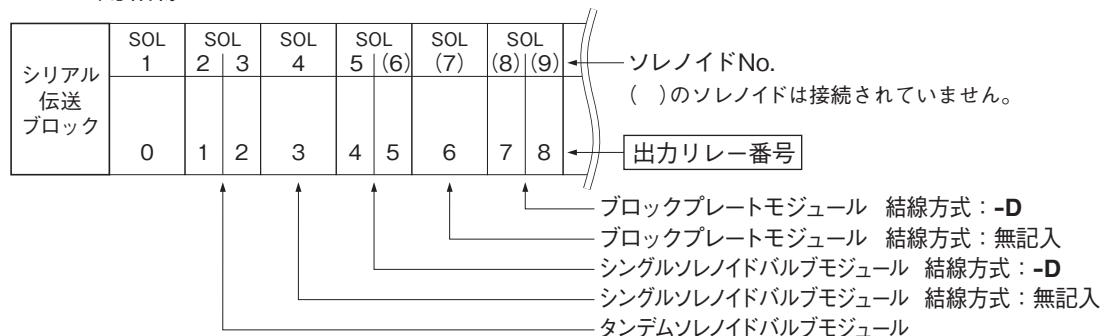 シリアル
伝送
ブロック
SOL SOL SOL SOL SOL SOL
1 2 3 4 5 (6) (7) (8) (9)
ソレノイドNo.
( )のソレノイドは接続されていません。
0 1 2 3 4 5 6 7 8
出力リレー番号
ブロックプレートモジュール 結線方式:-D
ブロックプレートモジュール 結線方式:無記入
シングルソレノイドバルブモジュール 結線方式:-D
シングルソレノイドバルブモジュール 結線方式:無記入
タンデムソレノイドバルブモジュール